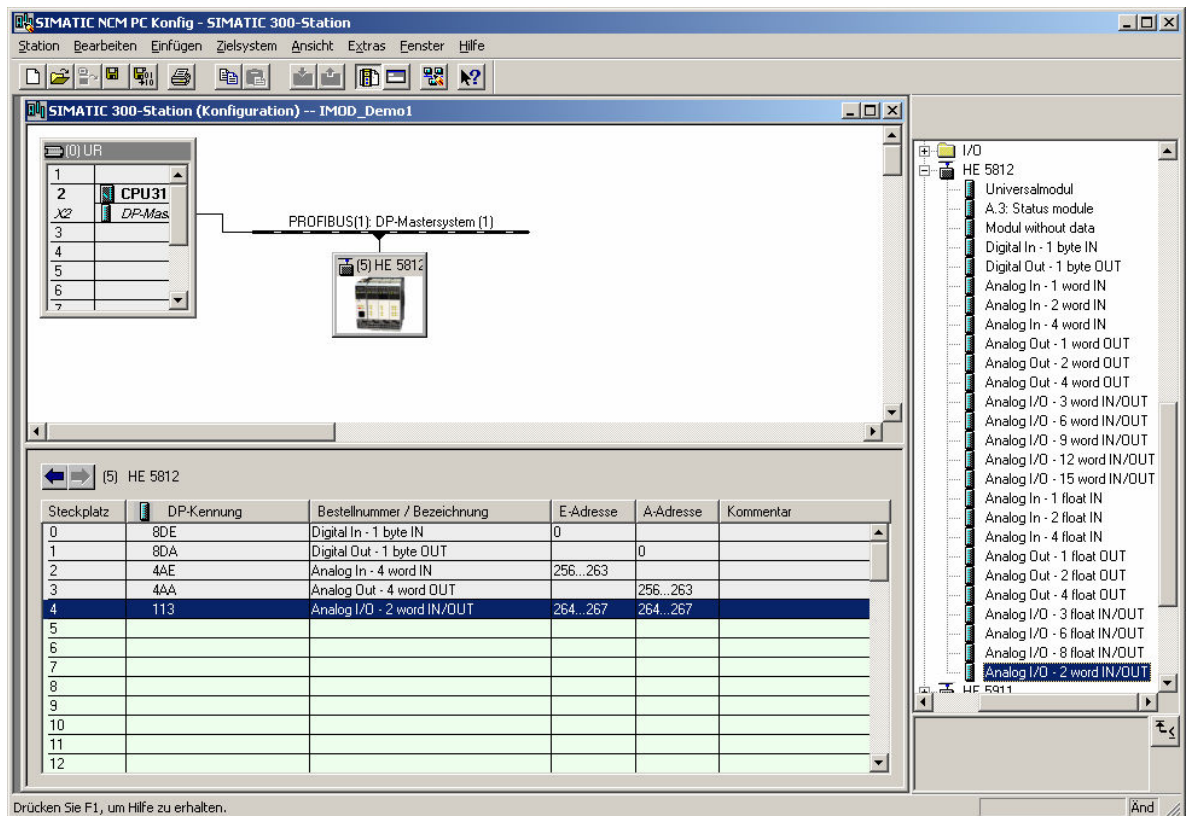 SIMATIC NCM PC Konfig - SIMATIC 300-Station
Station Bearbeiten Einfügen Zielsystem Ansicht Extras Fenster Hilfe
SIMATIC 300-Station (Konfiguration) -- IMOD_Demo1
(0) UR
1
2 CPU31
X2 DP-Mas
3
4
5
6
7
PROFIBUS(1): DP-Mastersystem (1)
(5) HE 5812
(5) HE 5812
Steckplatz DP-Kennung Bestellnummer / Bezeichnung E-Adresse A-Adresse Kommentar
0 8DE Digital In - 1 byte IN 0
1 8DA Digital Out - 1 byte OUT 0
2 4AE Analog In - 4 word IN 256...263
3 4AA Analog Out - 4 word OUT 256...263
4 113 Analog I/O - 2 word IN/OUT 264...267 264...267
5
6
7
8
9
10
11
12
I/O
HE 5812
Universalmodul
A.3: Status module
Modul without data
Digital In - 1 byte IN
Digital Out - 1 byte OUT
Analog In - 1 word IN
Analog In - 2 word IN
Analog In - 4 word IN
Analog Out - 1 word OUT
Analog Out - 2 word OUT
Analog Out - 4 word OUT
Analog I/O - 3 word IN/OUT
Analog I/O - 6 word IN/OUT
Analog I/O - 9 word IN/OUT
Analog I/O - 12 word IN/OUT
Analog I/O - 15 word IN/OUT
Analog In - 1 float IN
Analog In - 2 float IN
Analog In - 4 float IN
Analog Out - 1 float OUT
Analog Out - 2 float OUT
Analog Out - 4 float OUT
Analog I/O - 3 float IN/OUT
Analog I/O - 6 float IN/OUT
Analog I/O - 8 float IN/OUT
Analog I/O - 2 word IN/OUT
HE 5911
Drücken Sie F1, um Hilfe zu erhalten.
Änd